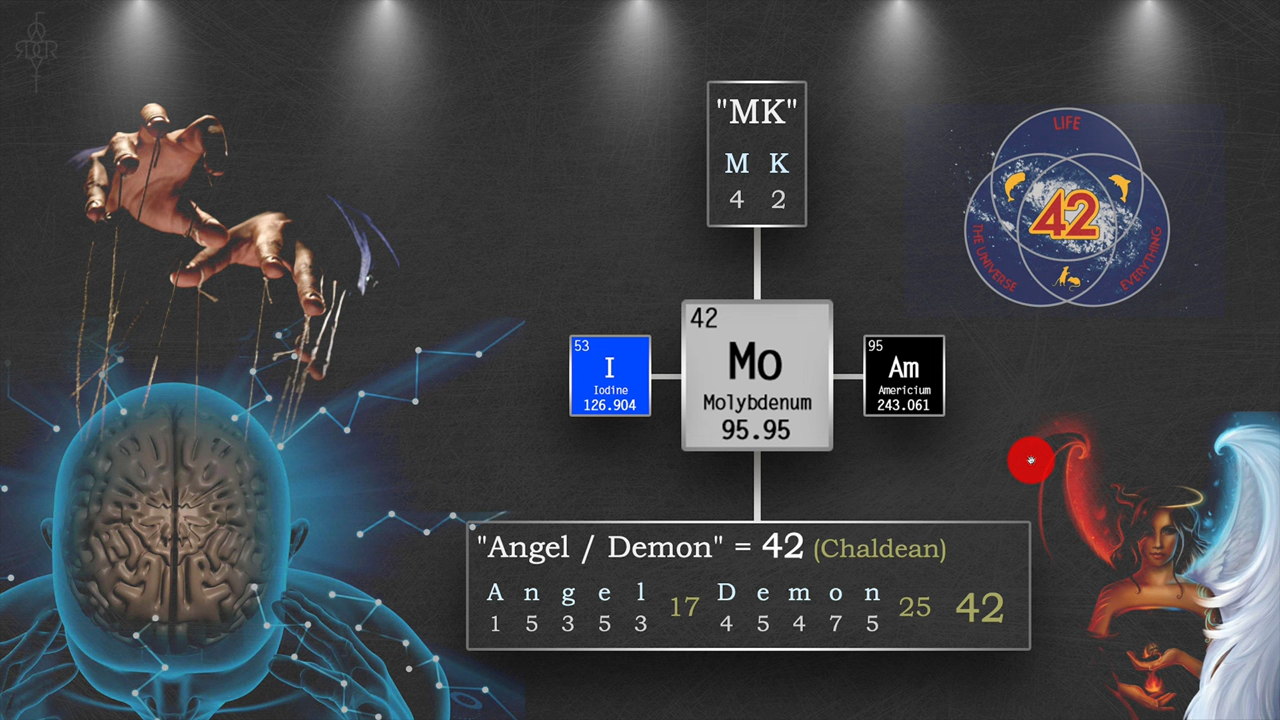 "MK"
M K
4 2
LIFE
THE UNIVERSE
EVERYTHING
42
53
I
Iodine
126.904
42
Mo
Molybdenum
95.95
95
Am
Americium
243.061
"Angel / Demon" = 42 (Chaldean)
A n g e l 17 D e m o n 25 42
1 5 3 5 3 4 5 4 7 5